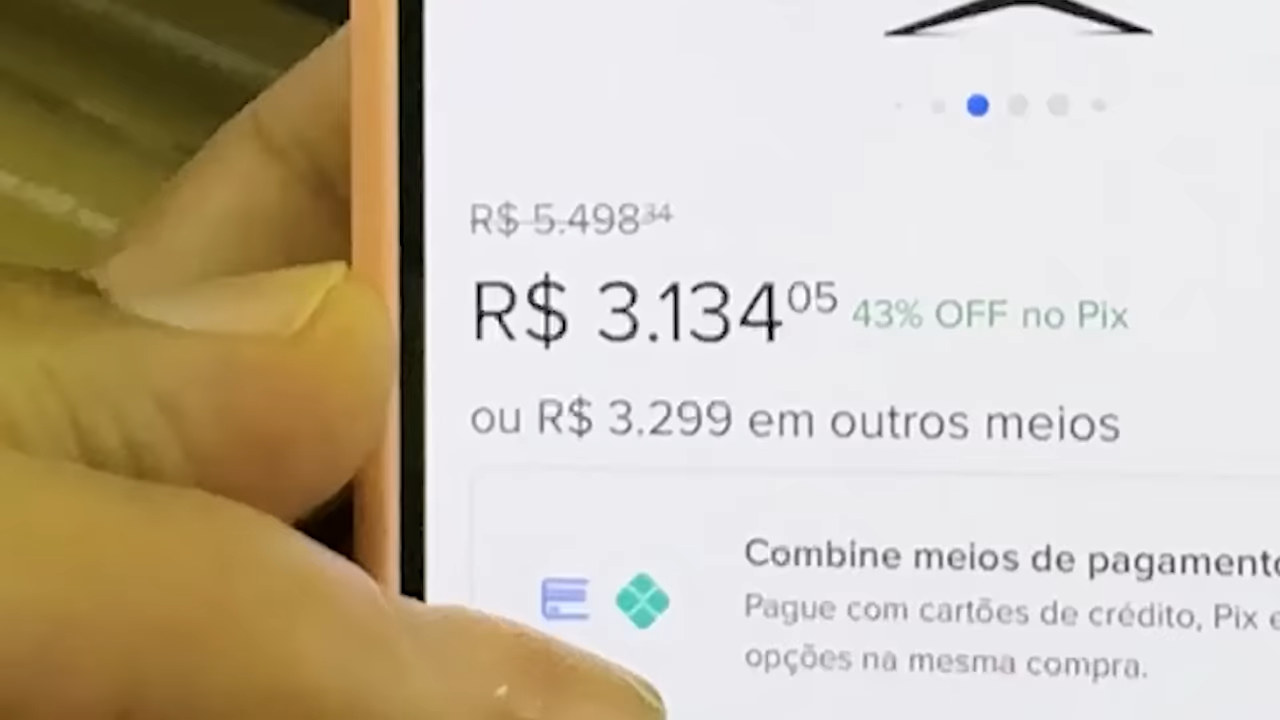 R$ 5.498³⁴
R$ 3.134⁰⁵ 43% OFF no Pix
ou R$ 3.299 em outros meios
Combine meios de pagamento
Pague com cartões de crédito, Pix e
opções na mesma compra.